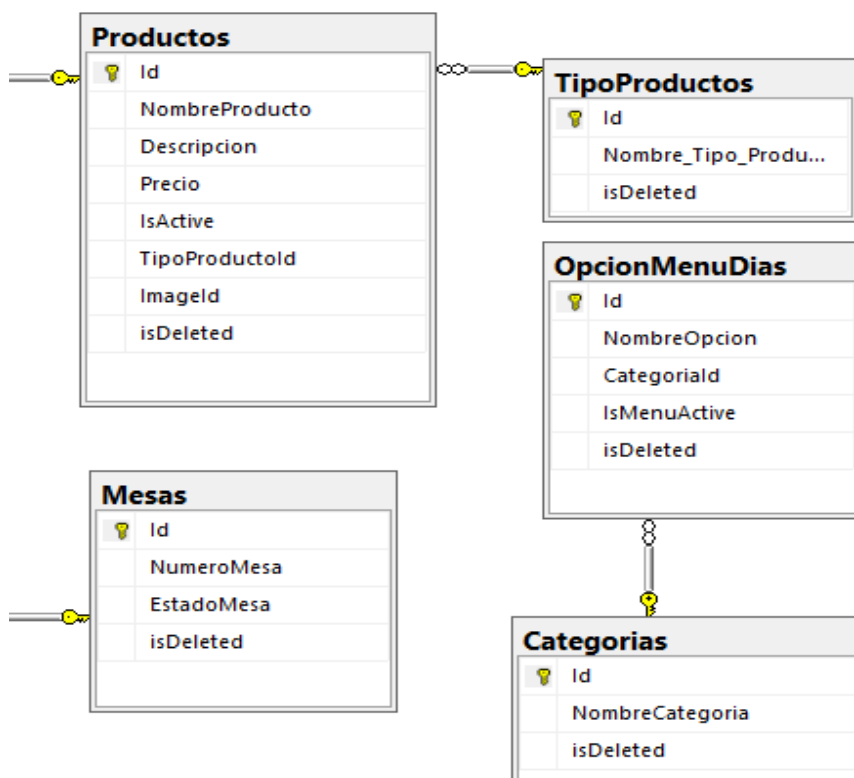 Productos
Id
NombreProducto
Descripcion
Precio
IsActive
TipoProductoId
ImageId
isDeleted
TipoProductos
Id
Nombre_Tipo_Produ...
isDeleted
OpcionMenuDias
Id
NombreOpcion
CategoriaId
IsMenuActive
isDeleted
Mesas
Id
NumeroMesa
EstadoMesa
isDeleted
Categorias
Id
NombreCategoria
isDeleted